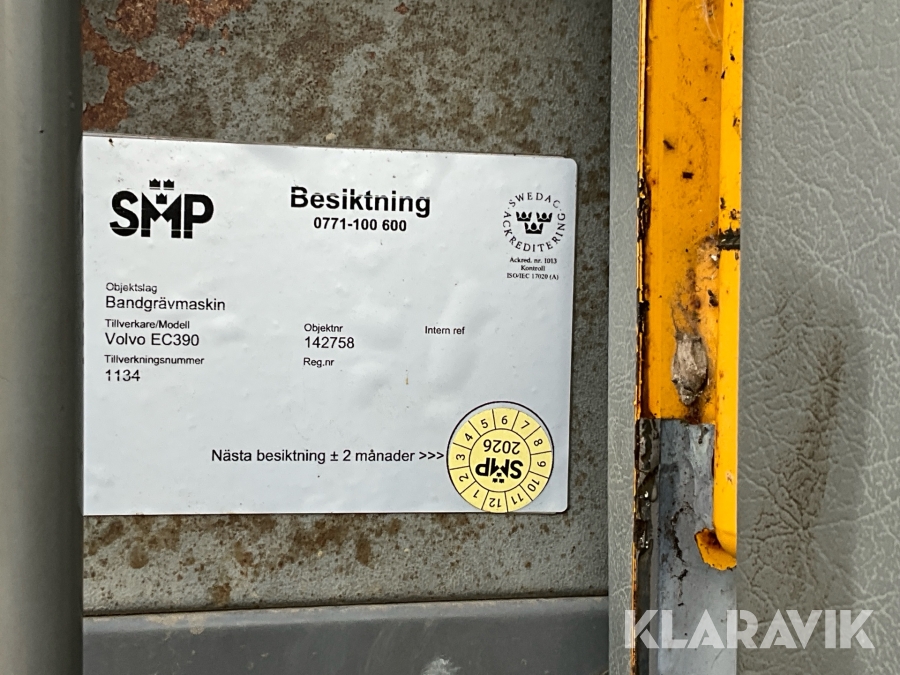 SMP
Besiktning
0771-100 600
SWEDAC ACKREDITERING
Ackred. nr. 1013
Kontroll
ISO/IEC 17020 (A)
Objektslag
Bandgrävmaskin
Tillverkare/Modell
Volvo EC390
Objektnr
142758
Intern ref
Tillverkningsnummer
1134
Reg.nr
Nästa besiktning ± 2 månader >>>
1 2 3 4 5 6 7 8 9 10 11 12
2026
SMP
KLARAVIK